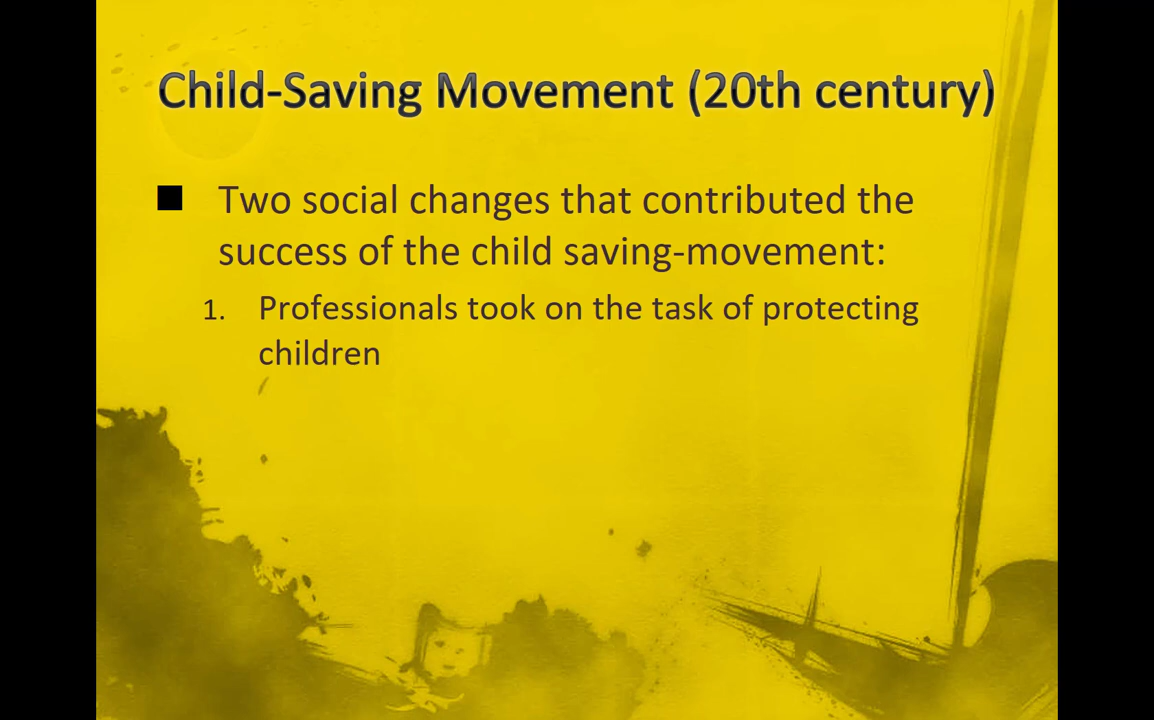 Child-Saving Movement (20th century)
Two social changes that contributed the
success of the child saving-movement:
1. Professionals took on the task of protecting
children